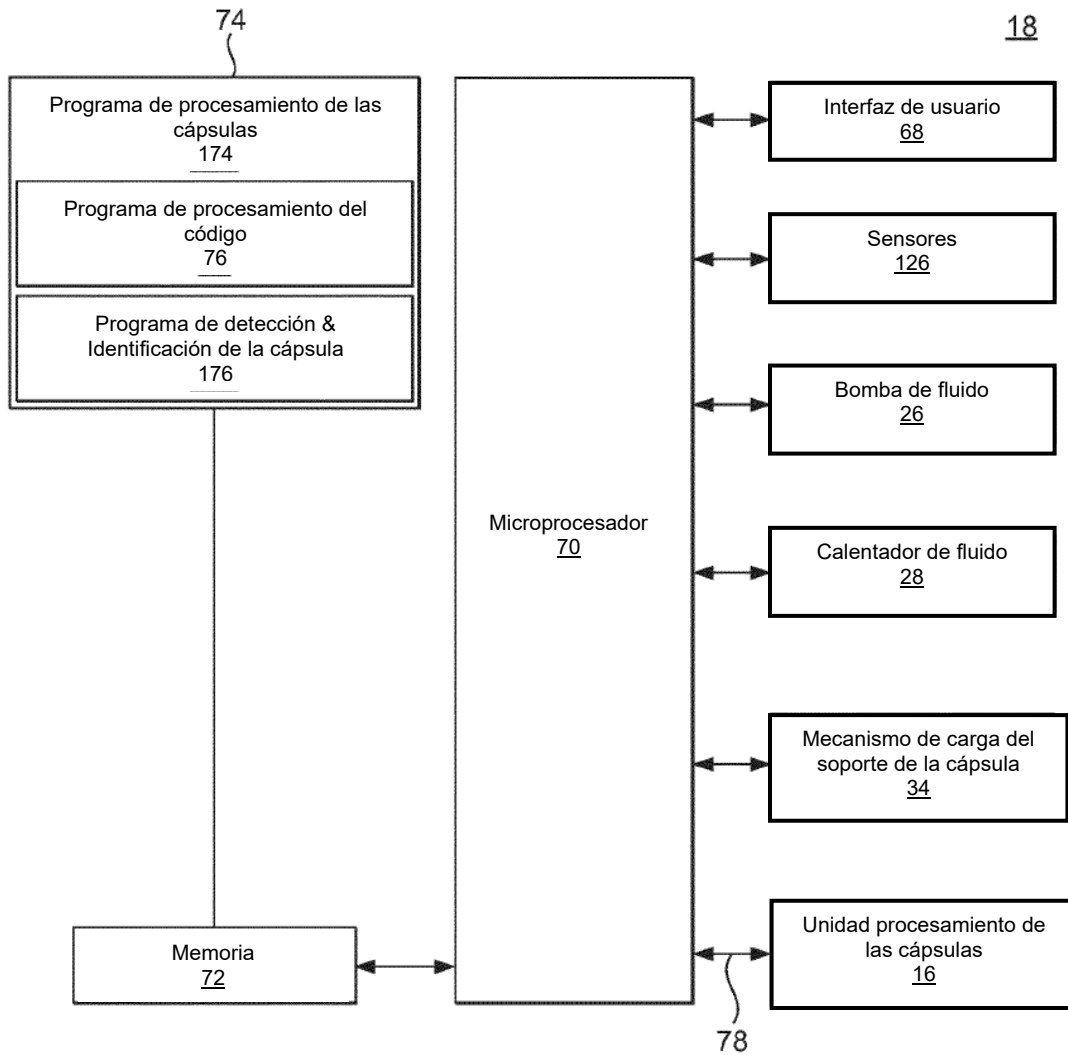 74
18
Programa de procesamiento de las
cápsulas
174
Programa de procesamiento del
código
76
Programa de detección &
Identificación de la cápsula
176
Memoria
72
Microprocesador
70
Interfaz de usuario
68
Sensores
126
Bomba de fluido
26
Calentador de fluido
28
Mecanismo de carga del
soporte de la cápsula
34
Unidad procesamiento de
las cápsulas
16
78